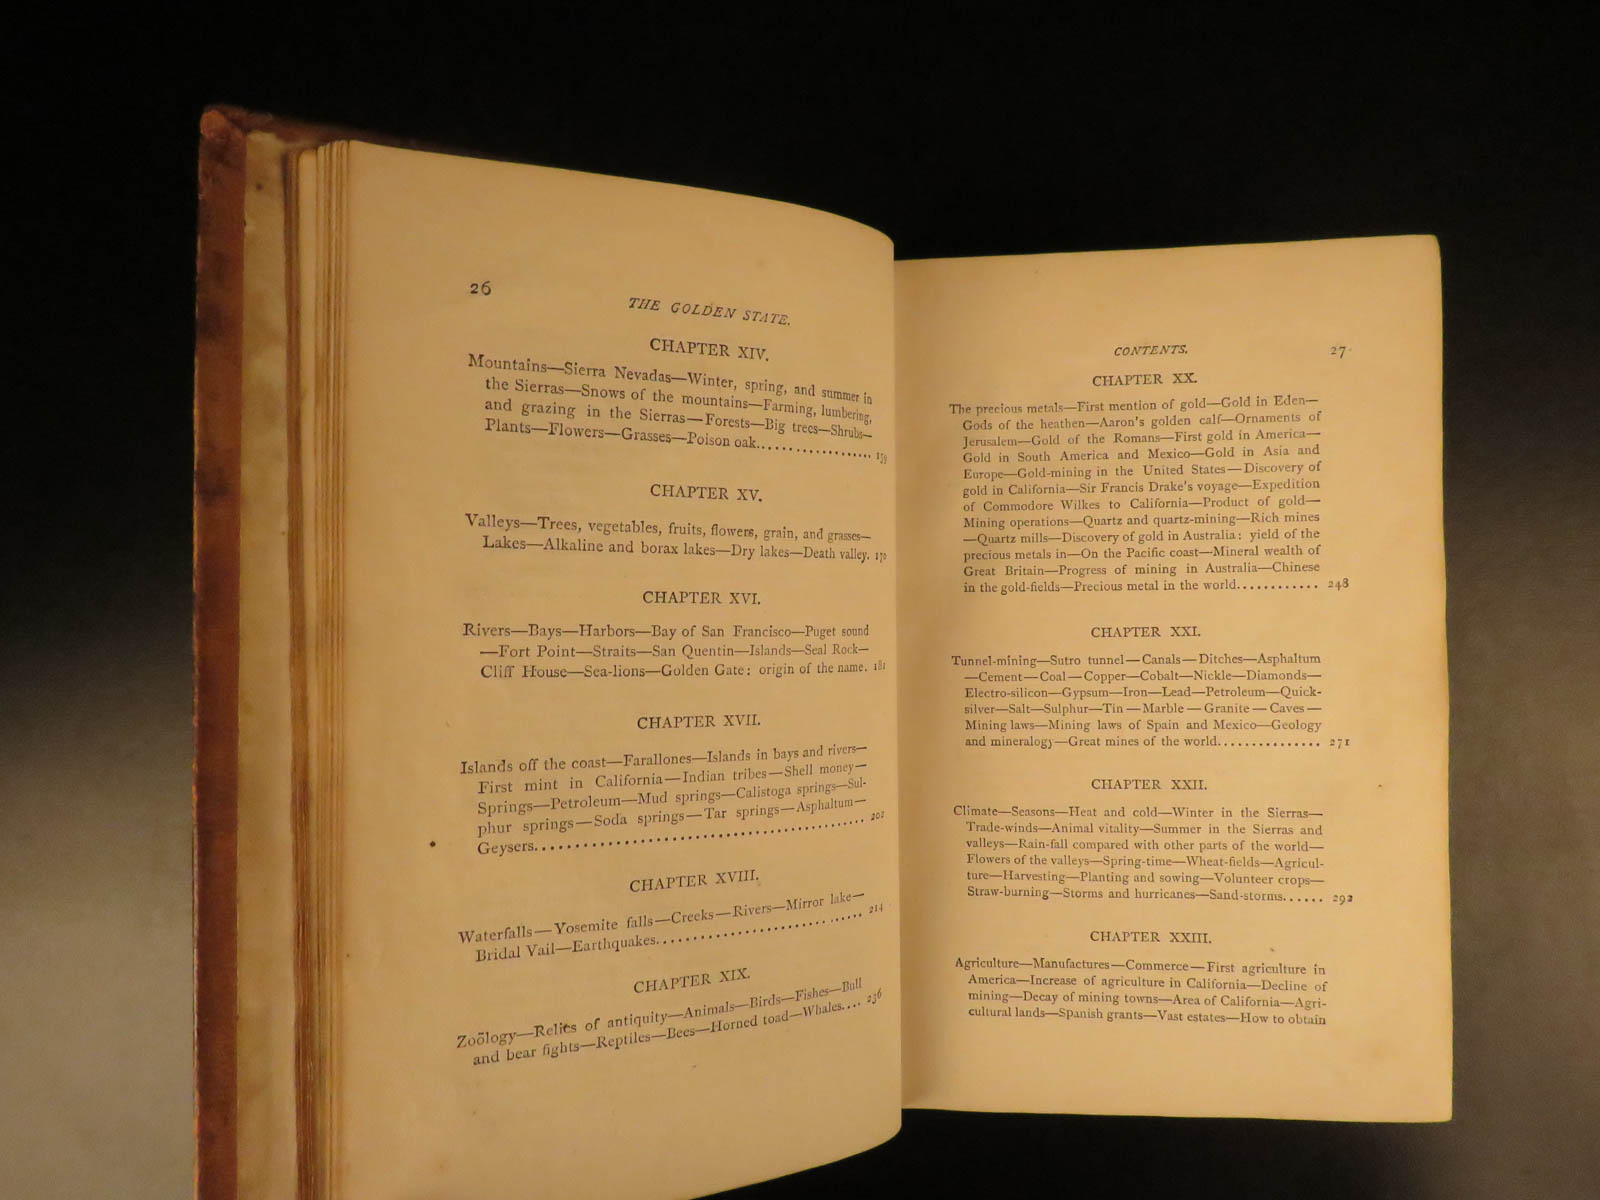 26
THE GOLDEN STATE.
CHAPTER XIV.
Mountains—Sierra Nevadas—Winter, spring, and summer in
the Sierras—Snows of the mountains—Farming, lumbering,
and grazing in the Sierras—Forests—Big trees—Shrubs—
Plants—Flowers—Grasses—Poison oak.................. 159
CHAPTER XV.
Valleys—Trees, vegetables, fruits, flowers, grain, and grasses—
Lakes—Alkaline and borax lakes—Dry lakes—Death valley. 170
CHAPTER XVI.
Rivers—Bays—Harbors—Bay of San Francisco—Puget sound
—Fort Point—Straits—San Quentin—Islands—Seal Rock—
Cliff House—Sea-lions—Golden Gate: origin of the name. 181
CHAPTER XVII.
Islands off the coast—Farallones—Islands in bays and rivers—
First mint in California—Indian tribes—Shell money—
Springs—Petroleum—Mud springs—Calistoga springs—Sul-
phur springs—Soda springs—Tar springs—Asphaltum—
Geysers............................................. 202
CHAPTER XVIII.
Waterfalls—Yosemite falls—Creeks—Rivers—Mirror lake—
Bridal Vail—Earthquakes............................. 214
CHAPTER XIX.
Zoölogy—Relics of antiquity—Animals—Birds—Fishes—Bull
and bear fights—Reptiles—Bees—Horned toad—Whales.... 236
CONTENTS. 27
CHAPTER XX.
The precious metals—First mention of gold—Gold in Eden—
Gods of the heathen—Aaron's golden calf—Ornaments of
Jerusalem—Gold of the Romans—First gold in America—
Gold in South America and Mexico—Gold in Asia and
Europe—Gold-mining in the United States—Discovery of
gold in California—Sir Francis Drake's voyage—Expedition
of Commodore Wilkes to California—Product of gold—
Mining operations—Quartz and quartz-mining—Rich mines
—Quartz mills—Discovery of gold in Australia: yield of the
precious metals in—On the Pacific coast—Mineral wealth of
Great Britain—Progress of mining in Australia—Chinese
in the gold-fields—Precious metal in the world............ 248
CHAPTER XXI.
Tunnel-mining—Sutro tunnel—Canals—Ditches—Asphaltum
—Cement—Coal—Copper—Cobalt—Nickle—Diamonds—
Electro-silicon—Gypsum—Iron—Lead—Petroleum—Quick-
silver—Salt—Sulphur—Tin—Marble—Granite—Caves—
Mining laws—Mining laws of Spain and Mexico—Geology
and mineralogy—Great mines of the world............... 271
CHAPTER XXII.
Climate—Seasons—Heat and cold—Winter in the Sierras—
Trade-winds—Animal vitality—Summer in the Sierras and
valleys—Rain-fall compared with other parts of the world—
Flowers of the valleys—Spring-time—Wheat-fields—Agricul-
ture—Harvesting—Planting and sowing—Volunteer crops—
Straw-burning—Storms and hurricanes—Sand-storms...... 292
CHAPTER XXIII.
Agriculture—Manufactures—Commerce—First agriculture in
America—Increase of agriculture in California—Decline of
mining—Decay of mining towns—Area of California—Agri-
cultural lands—Spanish grants—Vast estates—How to obtain